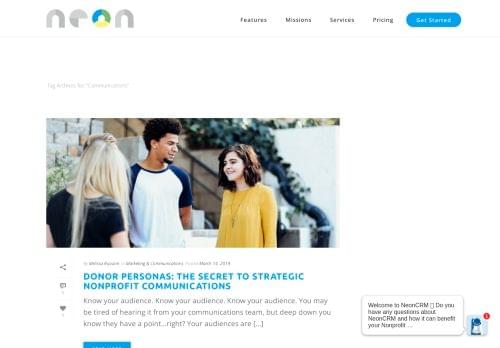 neon
Features Missions Services Pricing Get Started
Tag Archives for: "Communications"
by Melissa Russom in Marketing & Communications Posted March 14, 2019
DONOR PERSONAS: THE SECRET TO STRATEGIC
NONPROFIT COMMUNICATIONS
Know your audience. Know your audience. Know your audience. You may
be tired of hearing it from your communications team, but deep down you
know they have a point...right? Your audiences are [...]
Welcome to NeonCRM Do you
have any questions about
NeonCRM and how it can benefit
your Nonprofit ...
1